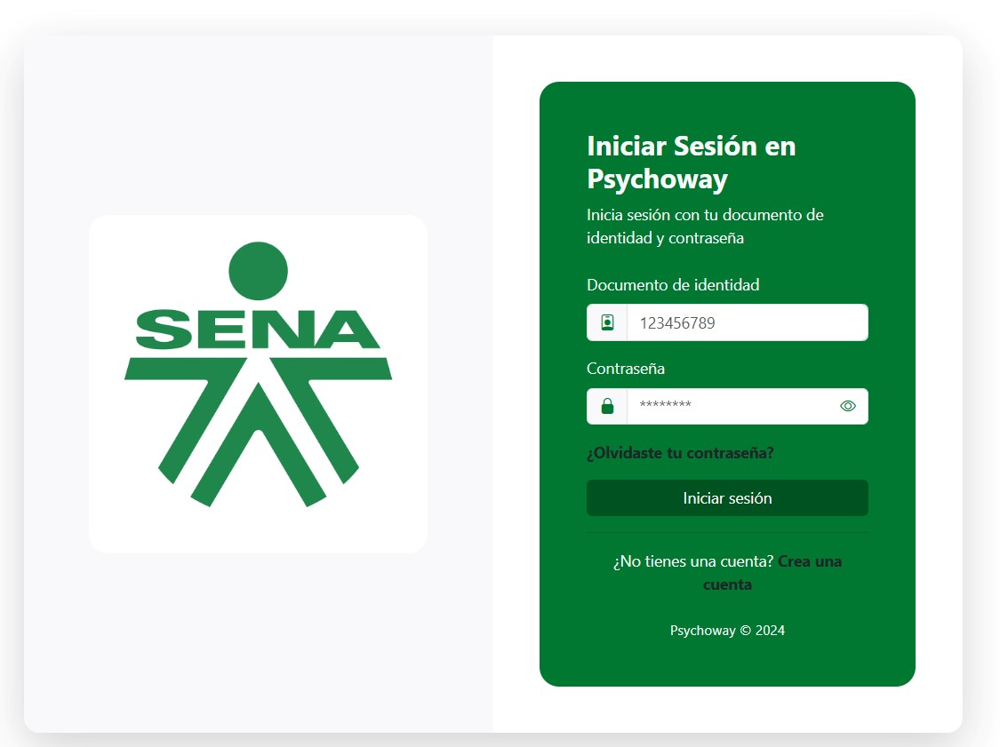 SENA
Iniciar Sesión en
Psychoway
Inicia sesión con tu documento de
identidad y contraseña
Documento de identidad
123456789
Contraseña
********
¿Olvidaste tu contraseña?
Iniciar sesión
¿No tienes una cuenta? Crea una
cuenta
Psychoway © 2024